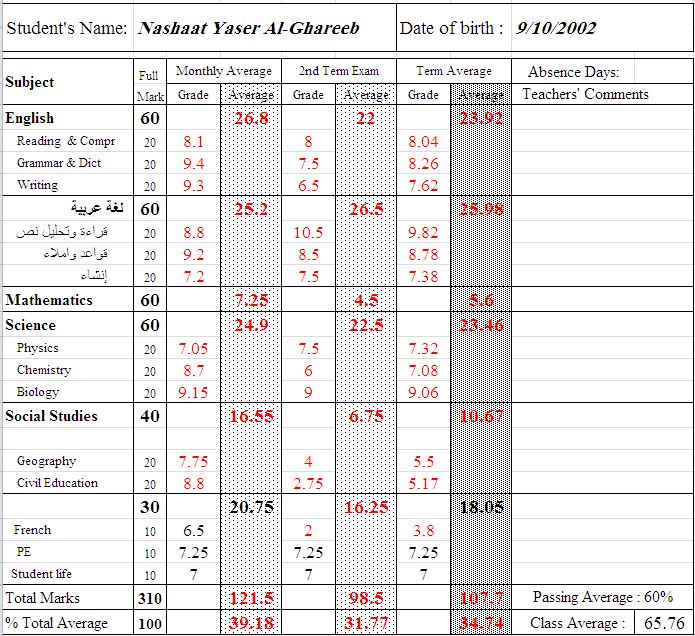 Student's Name: Nashaat Yaser Al-Ghareeb Date of birth : 9/10/2002
Subject Full Mark Monthly Average 2nd Term Exam Term Average Absence Days:
Grade Average Grade Average Grade Average Teachers' Comments
English 60 26.8 22 23.92
Reading & Compr 20 8.1 8 8.04
Grammar & Dict 20 9.4 7.5 8.26
Writing 20 9.3 6.5 7.62
لغة عربية 60 25.2 26.5 25.98
قراءة وتحليل نص 20 8.8 10.5 9.82
قواعد واملاء 20 9.2 8.5 8.78
إنشاء 20 7.2 7.5 7.38
Mathematics 60 7.25 4.5 5.6
Science 60 24.9 22.5 23.46
Physics 20 7.05 7.5 7.32
Chemistry 20 8.7 6 7.08
Biology 20 9.15 9 9.06
Social Studies 40 16.55 6.75 10.67
Geography 20 7.75 4 5.5
Civil Education 20 8.8 2.75 5.17
30 20.75 16.25 18.05
French 10 6.5 2 3.8
PE 10 7.25 7.25 7.25
Student life 10 7 7 7
Total Marks 310 121.5 98.5 107.7 Passing Average : 60%
% Total Average 100 39.18 31.77 34.74 Class Average : 65.76